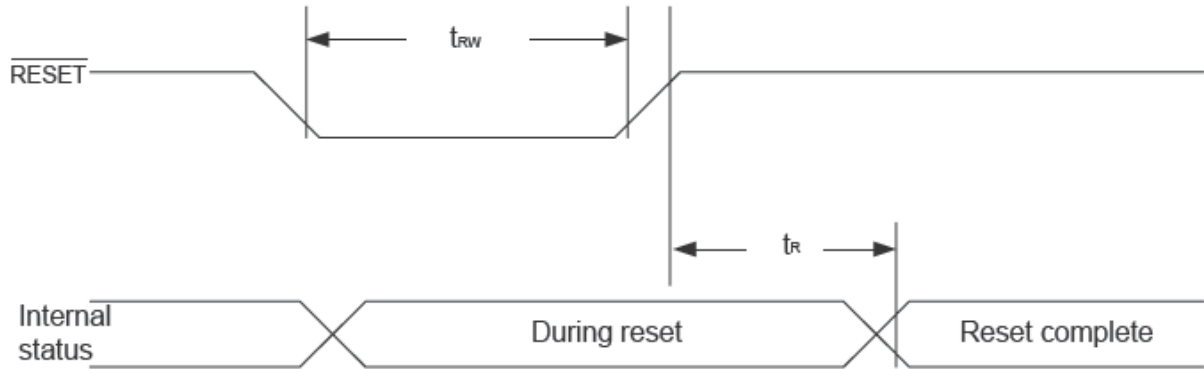 tRW
RESET
tR
Internal
status
During reset
Reset complete